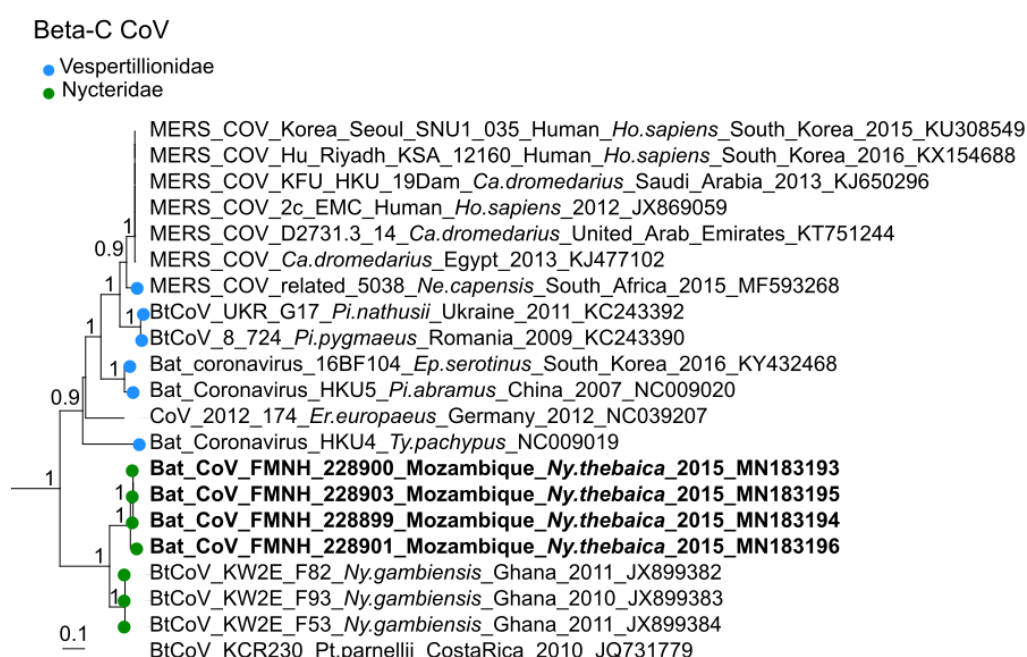 Beta-C CoV
Vespertillionidae
Nycteridae
MERS_COV_Korea_Seoul_SNU1_035_Human_Ho.sapiens_South_Korea_2015_KU308549
MERS_COV_Hu_Riyadh_KSA_12160_Human_Ho.sapiens_South_Korea_2016_KX154688
MERS_COV_KFU_HKU_19Dam_Ca.dromedarius_Saudi_Arabia_2013_KJ650296
MERS_COV_2c_EMC_Human_Ho.sapiens_2012_JX869059
1 MERS_COV_D2731.3_14_Ca.dromedarius_United_Arab_Emirates_KT751244
0.9 MERS_COV_Ca.dromedarius_Egypt_2013_KJ477102
1 MERS_COV_related_5038_Ne.capensis_South_Africa_2015_MF593268
1 BtCoV_UKR_G17_Pi.nathusii_Ukraine_2011_KC243392
1 BtCoV_8_724_Pi.pygmaeus_Romania_2009_KC243390
1 Bat_coronavirus_16BF104_Ep.serotinus_South_Korea_2016_KY432468
Bat_Coronavirus_HKU5_Pi.abramus_China_2007_NC009020
0.9 CoV_2012_174_Er.europaeus_Germany_2012_NC039207
Bat_Coronavirus_HKU4_Ty.pachypus_NC009019
1 Bat_CoV_FMNH_228900_Mozambique_Ny.thebaica_2015_MN183193
1 Bat_CoV_FMNH_228903_Mozambique_Ny.thebaica_2015_MN183195
1 Bat_CoV_FMNH_228899_Mozambique_Ny.thebaica_2015_MN183194
1 Bat_CoV_FMNH_228901_Mozambique_Ny.thebaica_2015_MN183196
BtCoV_KW2E_F82_Ny.gambiensis_Ghana_2011_JX899382
1 BtCoV_KW2E_F93_Ny.gambiensis_Ghana_2010_JX899383
BtCoV_KW2E_F53_Ny.gambiensis_Ghana_2011_JX899384
0.1 BtCoV_KCR230_Pt.parnellii_CostaRica_2010_JQ731779